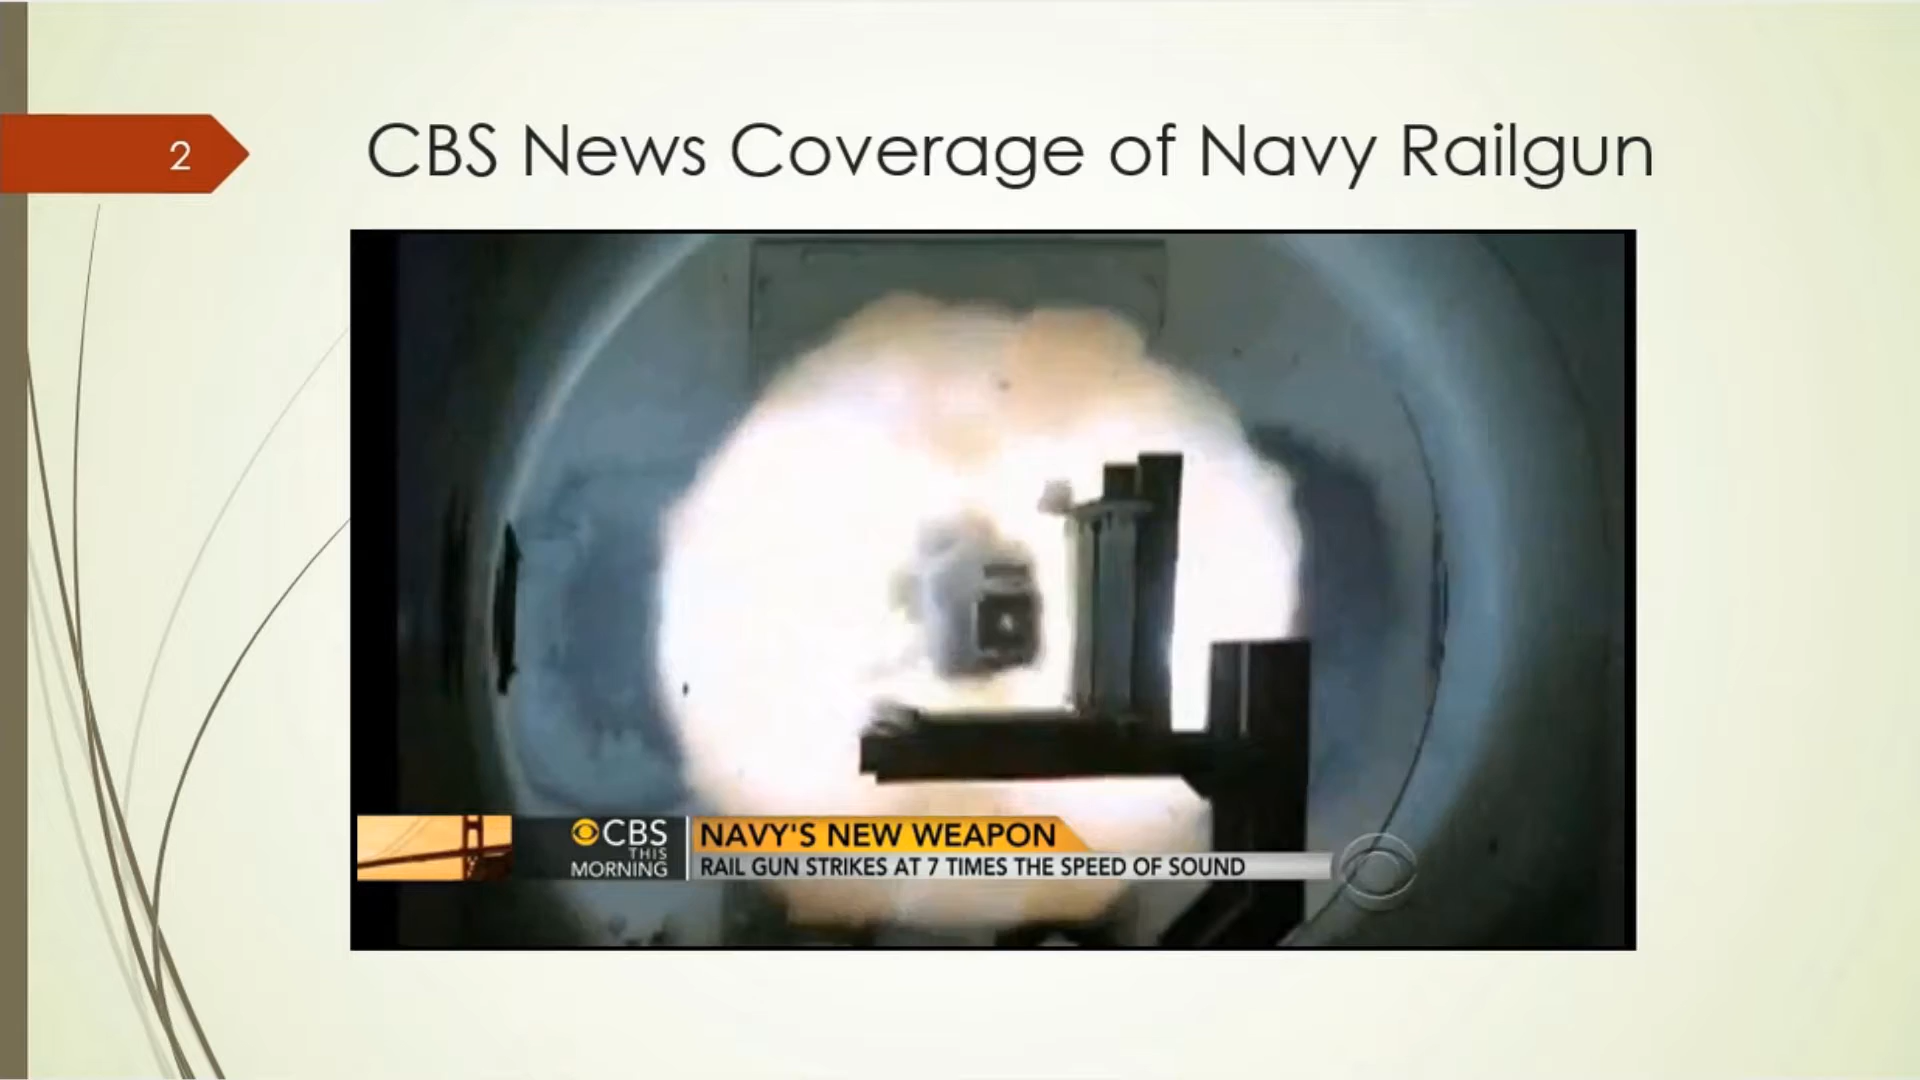 2
CBS News Coverage of Navy Railgun
CBS
THIS
MORNING
NAVY'S NEW WEAPON
RAIL GUN STRIKES AT 7 TIMES THE SPEED OF SOUND